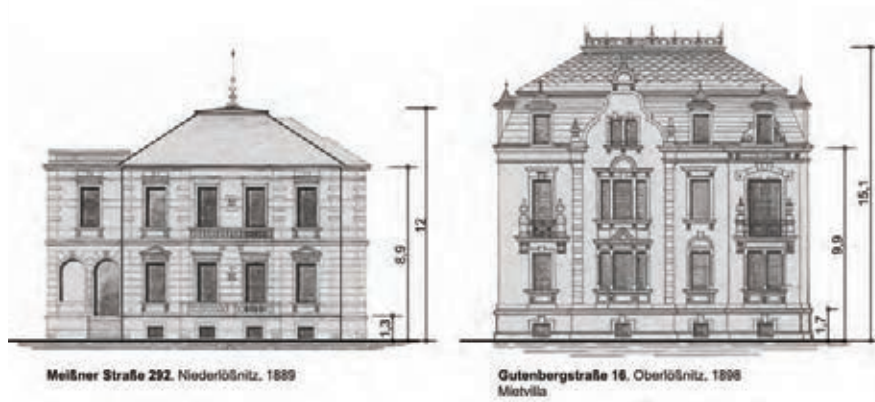 12
8,9
1,3
15,1
9,9
1,7
Meißner Straße 292, Niederlößnitz, 1889
Gutenbergstraße 16, Oberlößnitz, 1898
Mietvilla